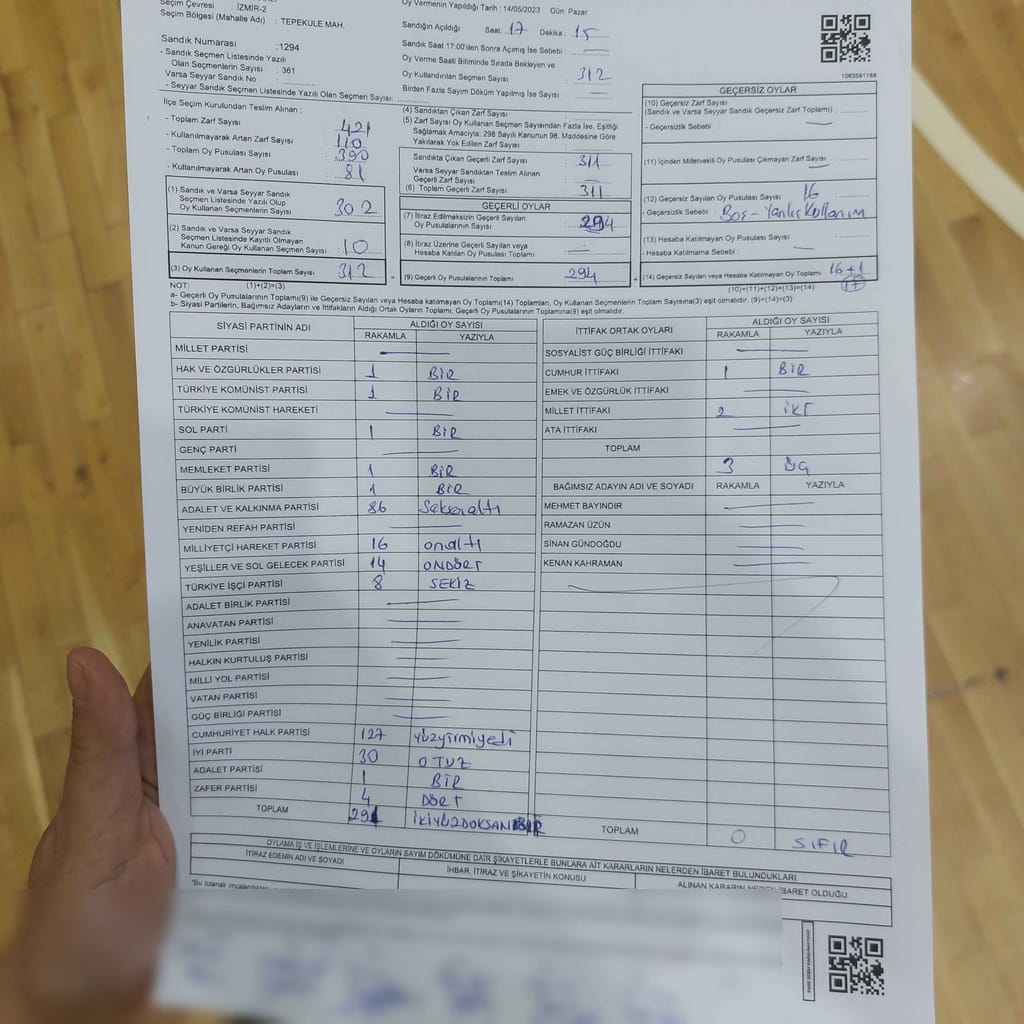 Seçim Çevresi : İZMİR-2
Seçim Bölgesi (Mahalle Adı) : TEPEKULE MAH.
Sandık Numarası : 1294
- Sandık Seçmen Listesinde Yazılı
Olan Seçmenlerin Sayısı : 361
Varsa Seyyar Sandık No :
- Seyyar Sandık Seçmen Listesinde Yazılı Olan Seçmen Sayısı:
İlçe Seçim Kurulundan Teslim Alınan :
- Toplam Zarf Sayısı : 421
- Kullanılmayarak Artan Zarf Sayısı : 110
- Toplam Oy Pusulası Sayısı : 390
- Kullanılmayarak Artan Oy Pusulası : 81
Oy Vermenin Yapıldığı Tarih : 14/05/2023 Gün: Pazar
Sandığın Açıldığı Saat: 17 Dakika : 15
Sandık Saat 17.00'den Sonra Açılmış İse Sebebi : —
Oy Verme Saati Bitiminde Sırada Bekleyen ve
Oy Kullandırılan Seçmen Sayısı : 312
Birden Fazla Sayım Döküm Yapılmış İse Sayısı : —
1083581168
(1) Sandık ve Varsa Seyyar Sandık
Seçmen Listesinde Yazılı Olup
Oy Kullanan Seçmenlerin Sayısı : 302
(2) Sandık ve Varsa Seyyar Sandık
Seçmen Listesinde Kayıtlı Olmayan
Kanun Gereği Oy Kullanan Seçmen Sayısı : 10
(3) Oy Kullanan Seçmenlerin Toplam Sayısı : 312
(4) Sandıktan Çıkan Zarf Sayısı :
(5) Zarf Sayısı Oy Kullanan Seçmen Sayısından Fazla İse, Eşitliği
Sağlamak Amacıyla; 298 Sayılı Kanunun 98. Maddesine Göre
Yakılarak Yok Edilen Zarf Sayısı :
Sandıkta Çıkan Geçerli Zarf Sayısı : 311
Varsa Seyyar Sandıktan Teslim Alınan
Geçerli Zarf Sayısı : —
(6) Toplam Geçerli Zarf Sayısı : 311
GEÇERLİ OYLAR
(7) İtiraz Edilmeksizin Geçerli Sayılan
Oy Pusulalarının Sayısı : 294
(8) İtiraz Üzerine Geçerli Sayılan veya
Hesaba Katılan Oy Pusulası Toplamı : —
= (9) Geçerli Oy Pusulalarının Toplamı : 294 +
GEÇERSİZ OYLAR
(10) Geçersiz Zarf Sayısı
(Sandık ve Varsa Seyyar Sandık Geçersiz Zarf Toplamı) : —
- Geçersizlik Sebebi :
(11) İçinden Milletvekili Oy Pusulası Çıkmayan Zarf Sayısı : —
(12) Geçersiz Sayılan Oy Pusulası Sayısı : 16
- Geçersizlik Sebebi : Boş - Yanlış Kullanım
(13) Hesaba Katılmayan Oy Pusulası Sayısı :
- Hesaba Katılmama Sebebi : —
(14) Geçersiz Sayılan veya Hesaba Katılmayan Oy Toplamı : 16+1
17
NOT: (1)+(2)=(3) (10)+(11)+(12)+(13)=(14)
a- Geçerli Oy Pusulalarının Toplamı(9) ile Geçersiz Sayılan veya Hesaba katılmayan Oy Toplamı(14) Toplamları, Oy Kullanan Seçmenlerin Toplam Sayısına(3) eşit olmalıdır. (9)+(14)=(3)
b- Siyasi Partilerin, Bağımsız Adayların ve İttifakların Aldığı Ortak Oyların Toplamı, Geçerli Oy Pusulalarının Toplamına(9) eşit olmalıdır.
SİYASİ PARTİNİN ADI ALDIĞI OY SAYISI
RAKAMLA YAZIYLA
MİLLET PARTİSİ —
HAK VE ÖZGÜRLÜKLER PARTİSİ 1 BİR
TÜRKİYE KOMÜNİST PARTİSİ 1 BİR
TÜRKİYE KOMÜNİST HAREKETİ —
SOL PARTİ 1 BİR
GENÇ PARTİ —
MEMLEKET PARTİSİ 1 BİR
BÜYÜK BİRLİK PARTİSİ 1 BİR
ADALET VE KALKINMA PARTİSİ 86 Seksenaltı
YENİDEN REFAH PARTİSİ —
MİLLİYETÇİ HAREKET PARTİSİ 16 onaltı
YEŞİLLER VE SOL GELECEK PARTİSİ 14 ONDÖRT
TÜRKİYE İŞÇİ PARTİSİ 8 SEKİZ
ADALET BİRLİK PARTİSİ —
ANAVATAN PARTİSİ —
YENİLİK PARTİSİ —
HALKIN KURTULUŞ PARTİSİ —
MİLLİ YOL PARTİSİ —
VATAN PARTİSİ —
GÜÇ BİRLİĞİ PARTİSİ —
CUMHURİYET HALK PARTİSİ 127 yüzyirmiyedi
İYİ PARTİ 30 OTUZ
ADALET PARTİSİ 1 BİR
ZAFER PARTİSİ 4 DÖRT
TOPLAM 291 İKİYÜZDOKSANBİR
İTTİFAK ORTAK OYLARI ALDIĞI OY SAYISI
RAKAMLA YAZIYLA
SOSYALİST GÜÇ BİRLİĞİ İTTİFAKI —
CUMHUR İTTİFAKI 1 BİR
EMEK VE ÖZGÜRLÜK İTTİFAKI —
MİLLET İTTİFAKI 2 İKİ
ATA İTTİFAKI —
TOPLAM 3 ÜÇ
BAĞIMSIZ ADAYIN ADI VE SOYADI RAKAMLA YAZIYLA
MEHMET BAYINDIR —
RAMAZAN ÜZÜN —
SİNAN GÜNDOĞDU —
KENAN KAHRAMAN —
TOPLAM 0 SIFIR
OYLAMA İŞ VE İŞLEMLERİNE VE OYLARIN SAYIM DÖKÜMÜNE DAİR ŞİKAYETLERLE BUNLARA AİT KARARLARIN NELERDEN İBARET BULUNDUKLARI
İTİRAZ EDENİN ADI VE SOYADI İHBAR, İTİRAZ VE ŞİKAYETİN KONUSU ALINAN KARARIN NEDEN İBARET OLDUĞU